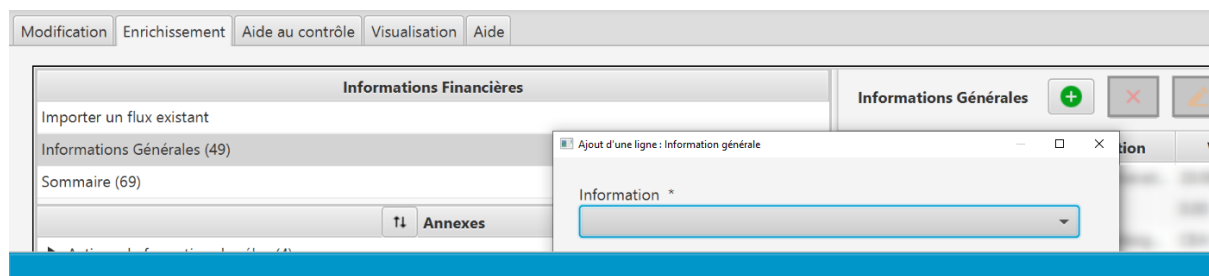 Modification Enrichissement Aide au contrôle Visualisation Aide
Informations Financières
Informations Générales
Importer un flux existant
Informations Générales (49)
Ajout d'une ligne : Information générale
tion
Sommaire (69)
Information *
Annexes